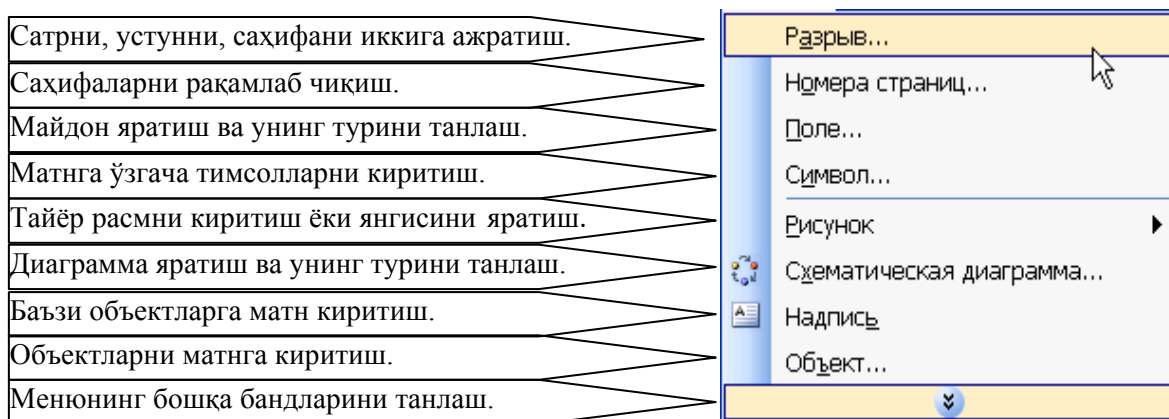 Сатрни, устунни, саҳифани иккига ажратиш.
Разрыв...
Саҳифаларни рақамлаб чиқиш.
Номера страниц...
Майдон яратиш ва унинг турини танлаш.
Поле...
Матнга ўзгача тимсолларни киритиш.
Символ...
Тайёр расмни киритиш ёки янгисини яратиш.
Рисунок
Диаграмма яратиш ва унинг турини танлаш.
Схематическая диаграмма...
Баъзи объектларга матн киритиш.
Надпись
Объектларни матнга киритиш.
Объект...
Менюнинг бошқа бандларини танлаш.